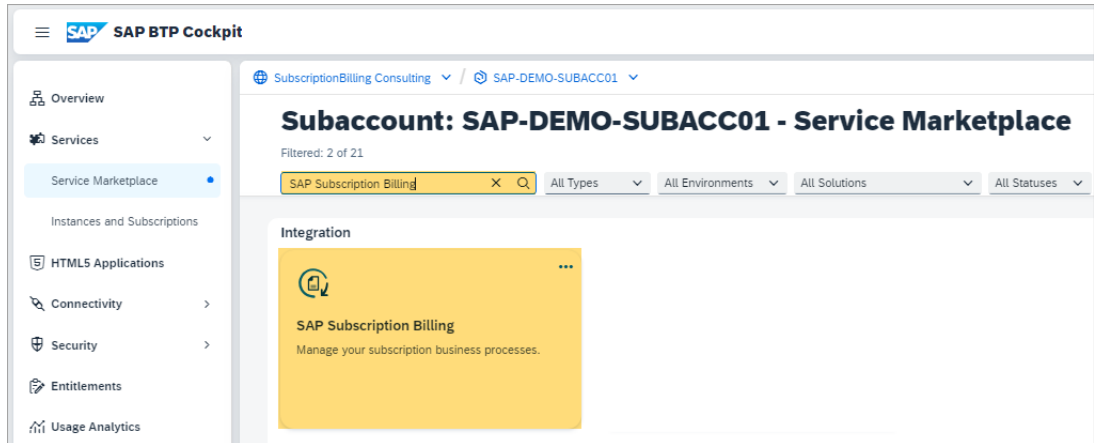 SAP SAP BTP Cockpit
SubscriptionBilling Consulting / SAP-DEMO-SUBACC01
Overview
Services
Service Marketplace
Instances and Subscriptions
HTML5 Applications
Connectivity
Security
Entitlements
Usage Analytics
Subaccount: SAP-DEMO-SUBACC01 - Service Marketplace
Filtered: 2 of 21
SAP Subscription Billing All Types All Environments All Solutions All Statuses
Integration
SAP Subscription Billing
Manage your subscription business processes.